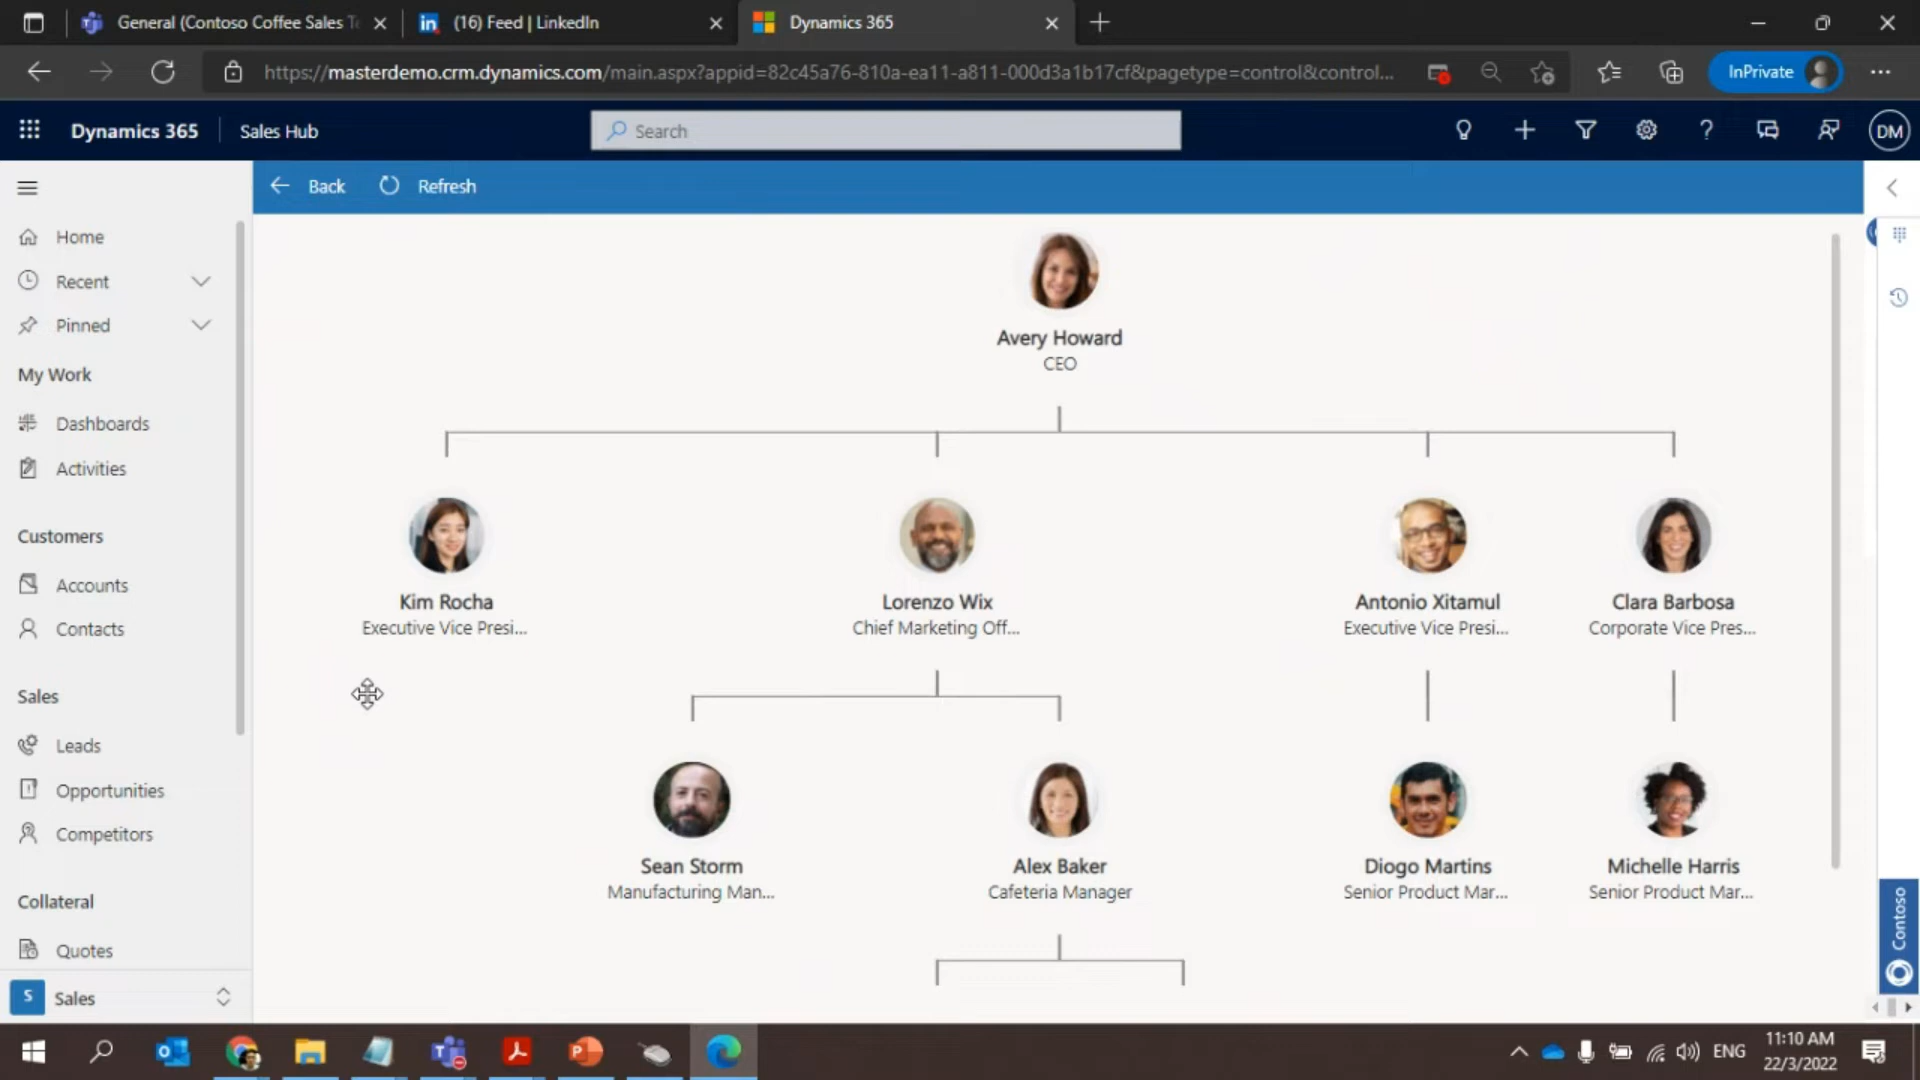 General (Contoso Coffee Sales Te
(16) Feed | LinkedIn
Dynamics 365
https://masterdemo.crm.dynamics.com/main.aspx?appid=82c45a76-810a-ea11-a811-000d3a1b17cf&pagetype=control&control...
InPrivate
Dynamics 365
Sales Hub
Search
DM
Back
Refresh
Home
Recent
Pinned
My Work
Dashboards
Activities
Customers
Accounts
Contacts
Sales
Leads
Opportunities
Competitors
Collateral
Quotes
S
Sales
Avery Howard
CEO
Kim Rocha
Executive Vice Presi...
Lorenzo Wix
Chief Marketing Off...
Antonio Xitamul
Executive Vice Presi...
Clara Barbosa
Corporate Vice Pres...
Sean Storm
Manufacturing Man...
Alex Baker
Cafeteria Manager
Diogo Martins
Senior Product Mar...
Michelle Harris
Senior Product Mar...
Contoso
ENG
11:10 AM
22/3/2022